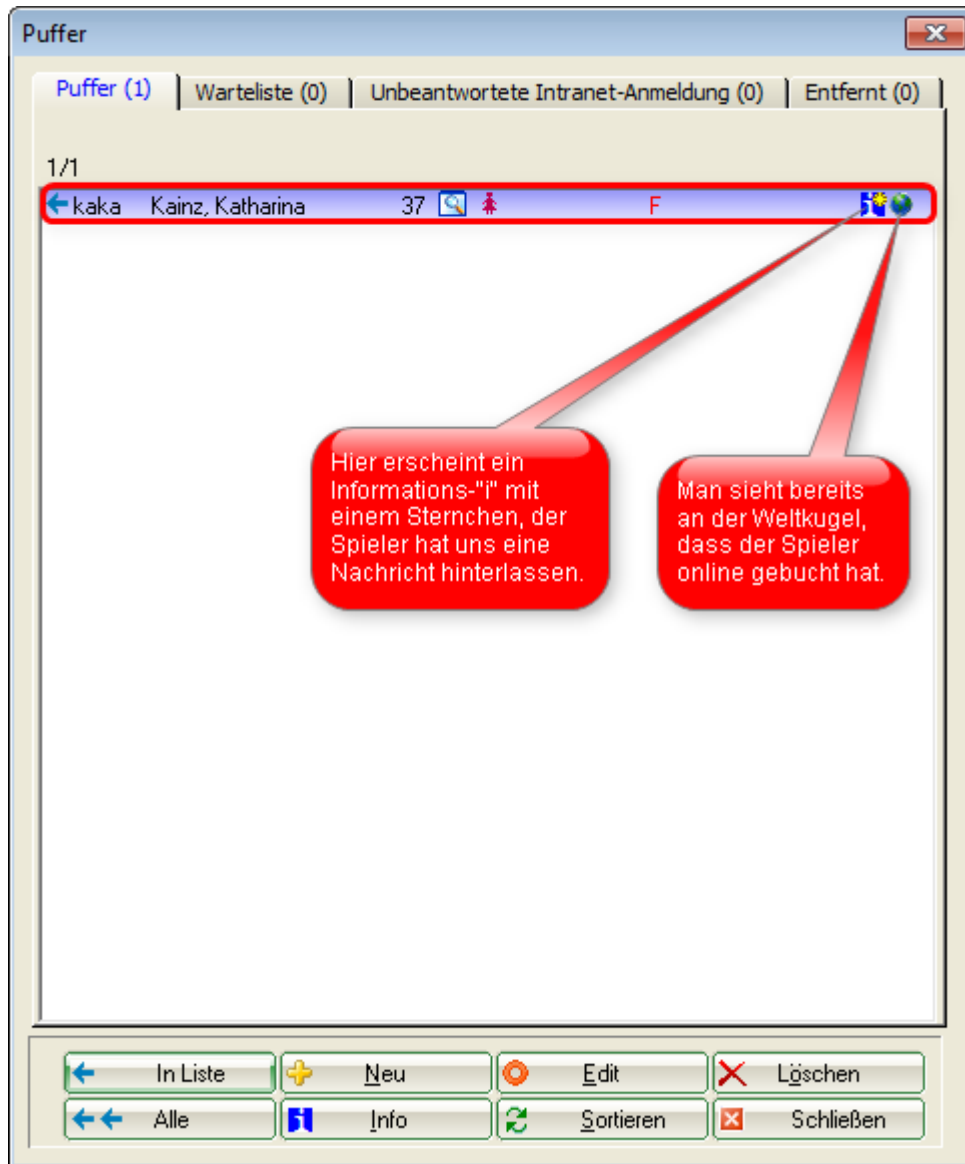 Puffer
Puffer (1) Warteliste (0) Unbeantwortete Intranet-Anmeldung (0) Entfernt (0)
1/1
kaka Kainz, Katharina 37 F
Hier erscheint ein
Informations-"i" mit
einem Sternchen, der
Spieler hat uns eine
Nachricht hinterlassen.
Man sieht bereits
an der Weltkugel,
dass der Spieler
online gebucht hat.
In Liste Neu Edit Löschen
Alle Info Sortieren Schließen